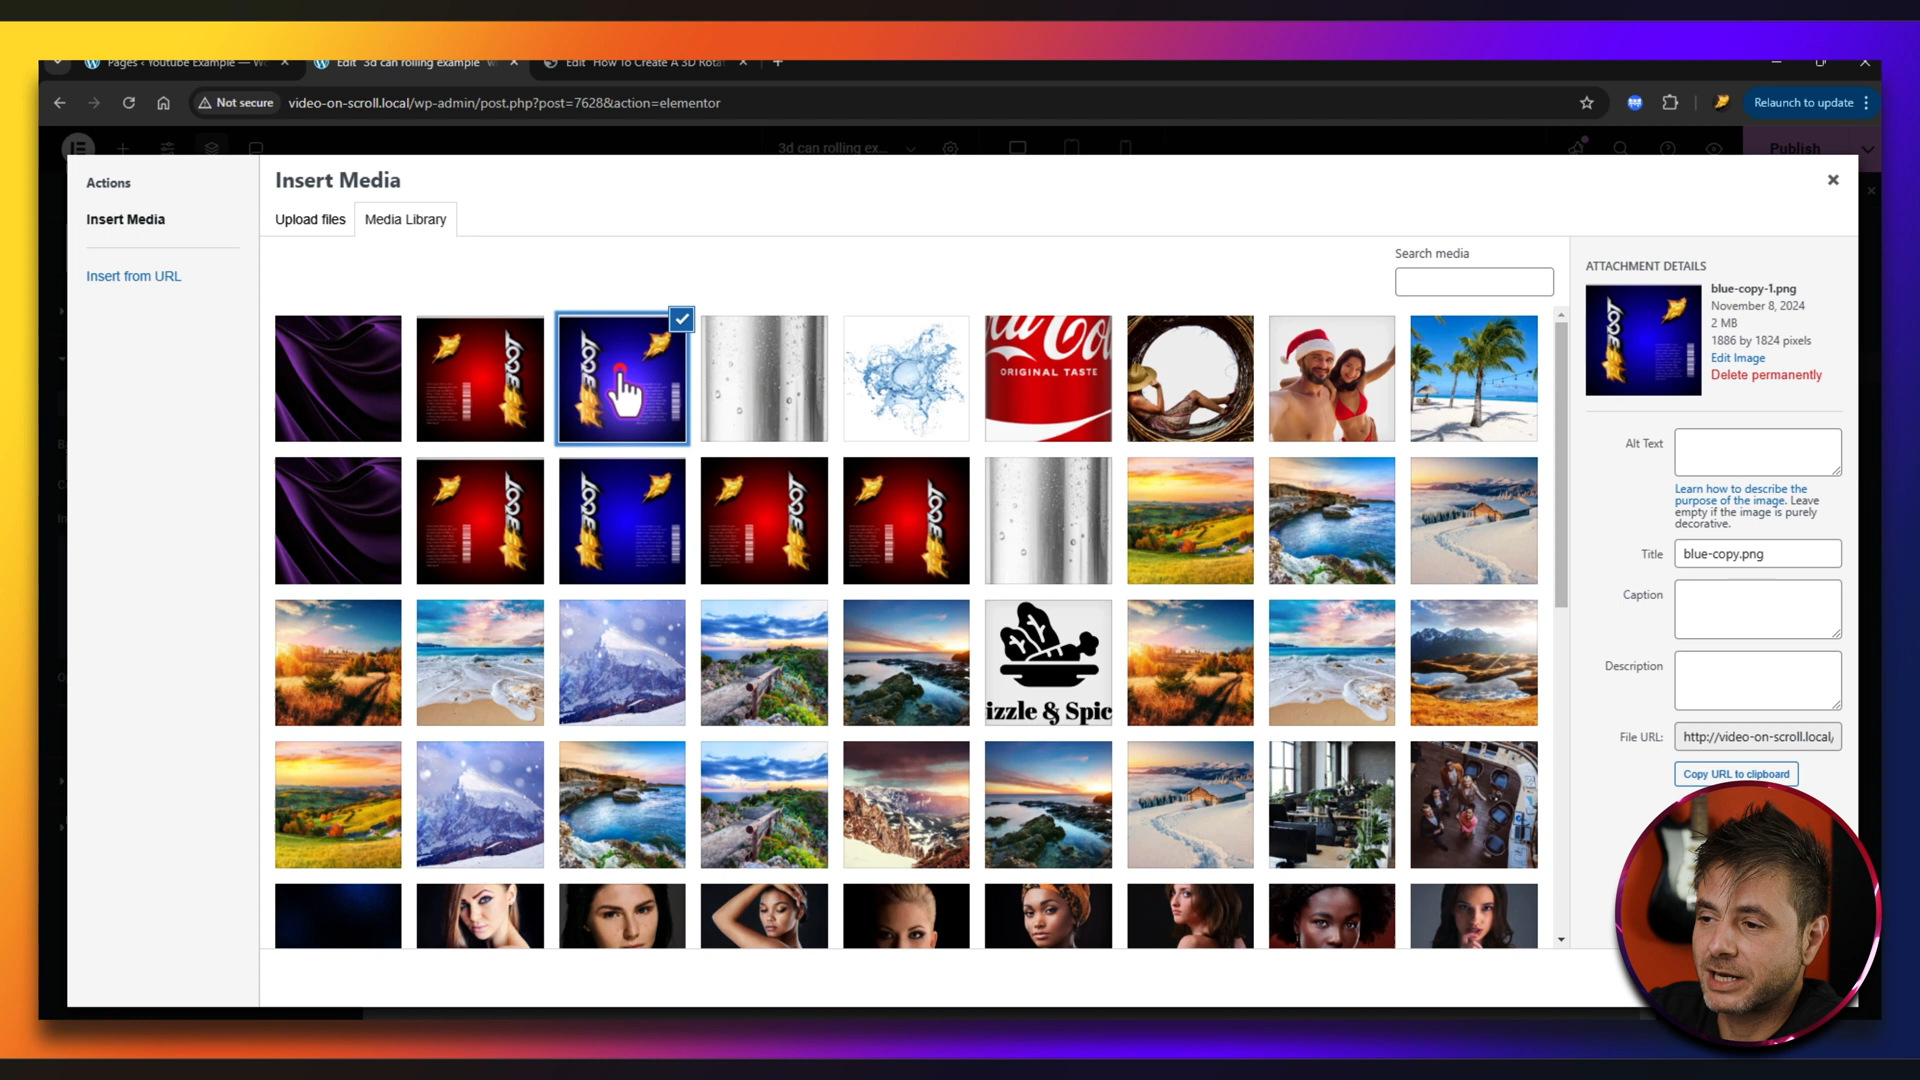 Pages ‹ Youtube Example — W
Edit "3d can rolling example" W
Edit "How To Create A 3D Rota
Not secure
video-on-scroll.local/wp-admin/post.php?post=7628&action=elementor
Relaunch to update
3d can rolling ex...
Publish
Actions
Insert Media
Insert from URL
Insert Media
Upload files
Media Library
Search media
ORIGINAL TASTE
izzle & Spic
ATTACHMENT DETAILS
blue-copy-1.png
November 8, 2024
2 MB
1886 by 1824 pixels
Edit Image
Delete permanently
Alt Text
Learn how to describe the
purpose of the image. Leave
empty if the image is purely
decorative.
Title
blue-copy.png
Caption
Description
File URL:
http://video-on-scroll.local/
Copy URL to clipboard